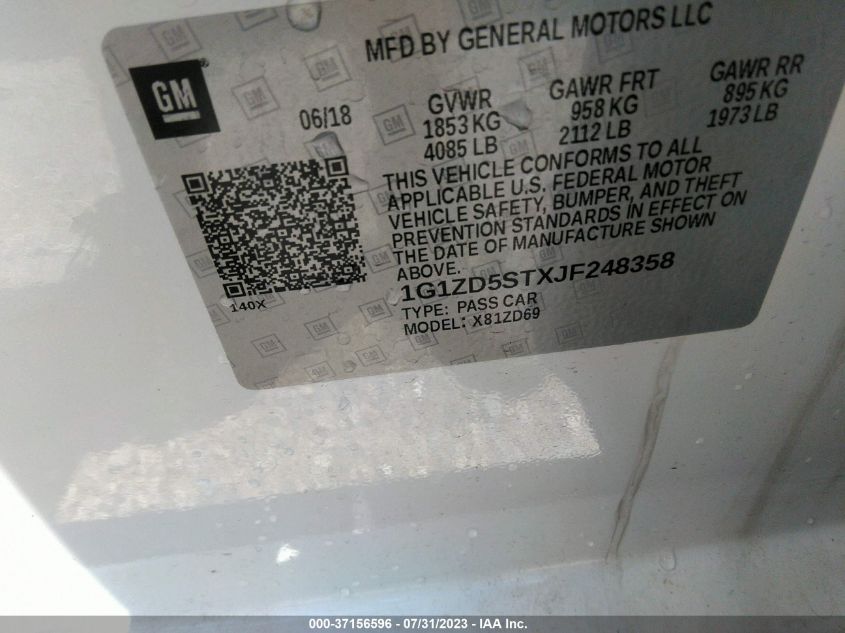 MFD BY GENERAL MOTORS LLC
GM
®
06/18
GVWR
1853 KG
4085 LB
GAWR FRT
958 KG
2112 LB
GAWR RR
895 KG
1973 LB
THIS VEHICLE CONFORMS TO ALL
APPLICABLE U.S. FEDERAL MOTOR
VEHICLE SAFETY, BUMPER, AND THEFT
PREVENTION STANDARDS IN EFFECT ON
THE DATE OF MANUFACTURE SHOWN
ABOVE.
140X
1G1ZD5STXJF248358
TYPE: PASS CAR
MODEL: X81ZD69
000-37156596 - 07/31/2023 - IAA Inc.